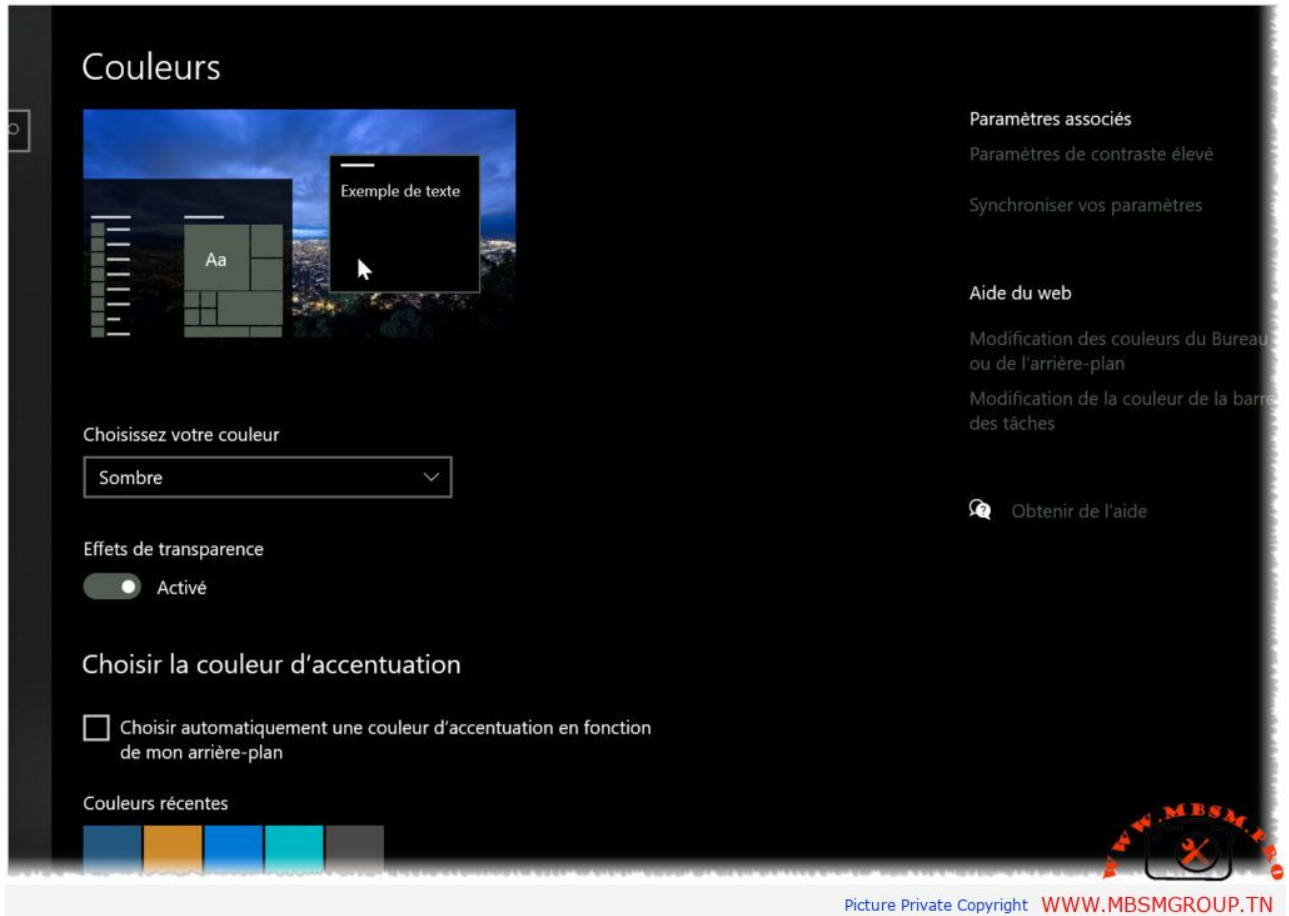 Couleurs
Exemple de texte
Aa
Choisissez votre couleur
Sombre
Effets de transparence
Activé
Choisir la couleur d'accentuation
Choisir automatiquement une couleur d'accentuation en fonction
de mon arrière-plan
Couleurs récentes
Paramètres associés
Paramètres de contraste élevé
Synchroniser vos paramètres
Aide du web
Modification des couleurs du Bureau
ou de l'arrière-plan
Modification de la couleur de la barre
des tâches
Obtenir de l'aide
WWW.MBSM.PRO
Picture Private Copyright WWW.MBSMGROUP.TN